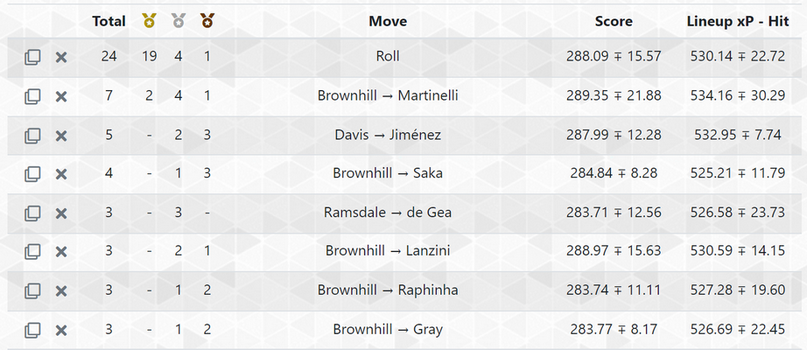 Total Move Score Lineup xP - Hit
24 19 4 1 Roll 288.09 ∓ 15.57 530.14 ∓ 22.72
7 2 4 1 Brownhill → Martinelli 289.35 ∓ 21.88 534.16 ∓ 30.29
5 - 2 3 Davis → Jiménez 287.99 ∓ 12.28 532.95 ∓ 7.74
4 - 1 3 Brownhill → Saka 284.84 ∓ 8.28 525.21 ∓ 11.79
3 - 3 - Ramsdale → de Gea 283.71 ∓ 12.56 526.58 ∓ 23.73
3 - 2 1 Brownhill → Lanzini 288.97 ∓ 15.63 530.59 ∓ 14.15
3 - 1 2 Brownhill → Raphinha 283.74 ∓ 11.11 527.28 ∓ 19.60
3 - 1 2 Brownhill → Gray 283.77 ∓ 8.17 526.69 ∓ 22.45